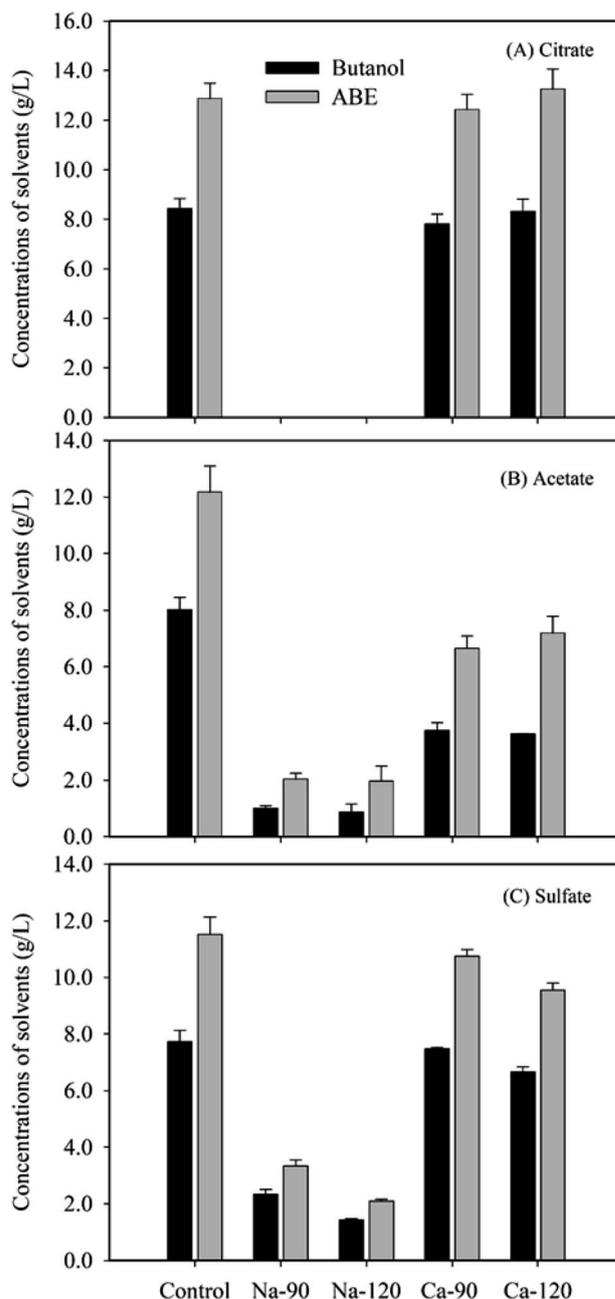 16.0
(A) Citrate
14.0
Butanol
ABE
12.0
10.0
8.0
6.0
4.0
2.0
0.0
Concentrations of solvents (g/L)
14.0
(B) Acetate
12.0
10.0
8.0
6.0
4.0
2.0
0.0
Concentrations of solvents (g/L)
14.0
(C) Sulfate
12.0
10.0
8.0
6.0
4.0
2.0
0.0
Concentrations of solvents (g/L)
Control Na-90 Na-120 Ca-90 Ca-120